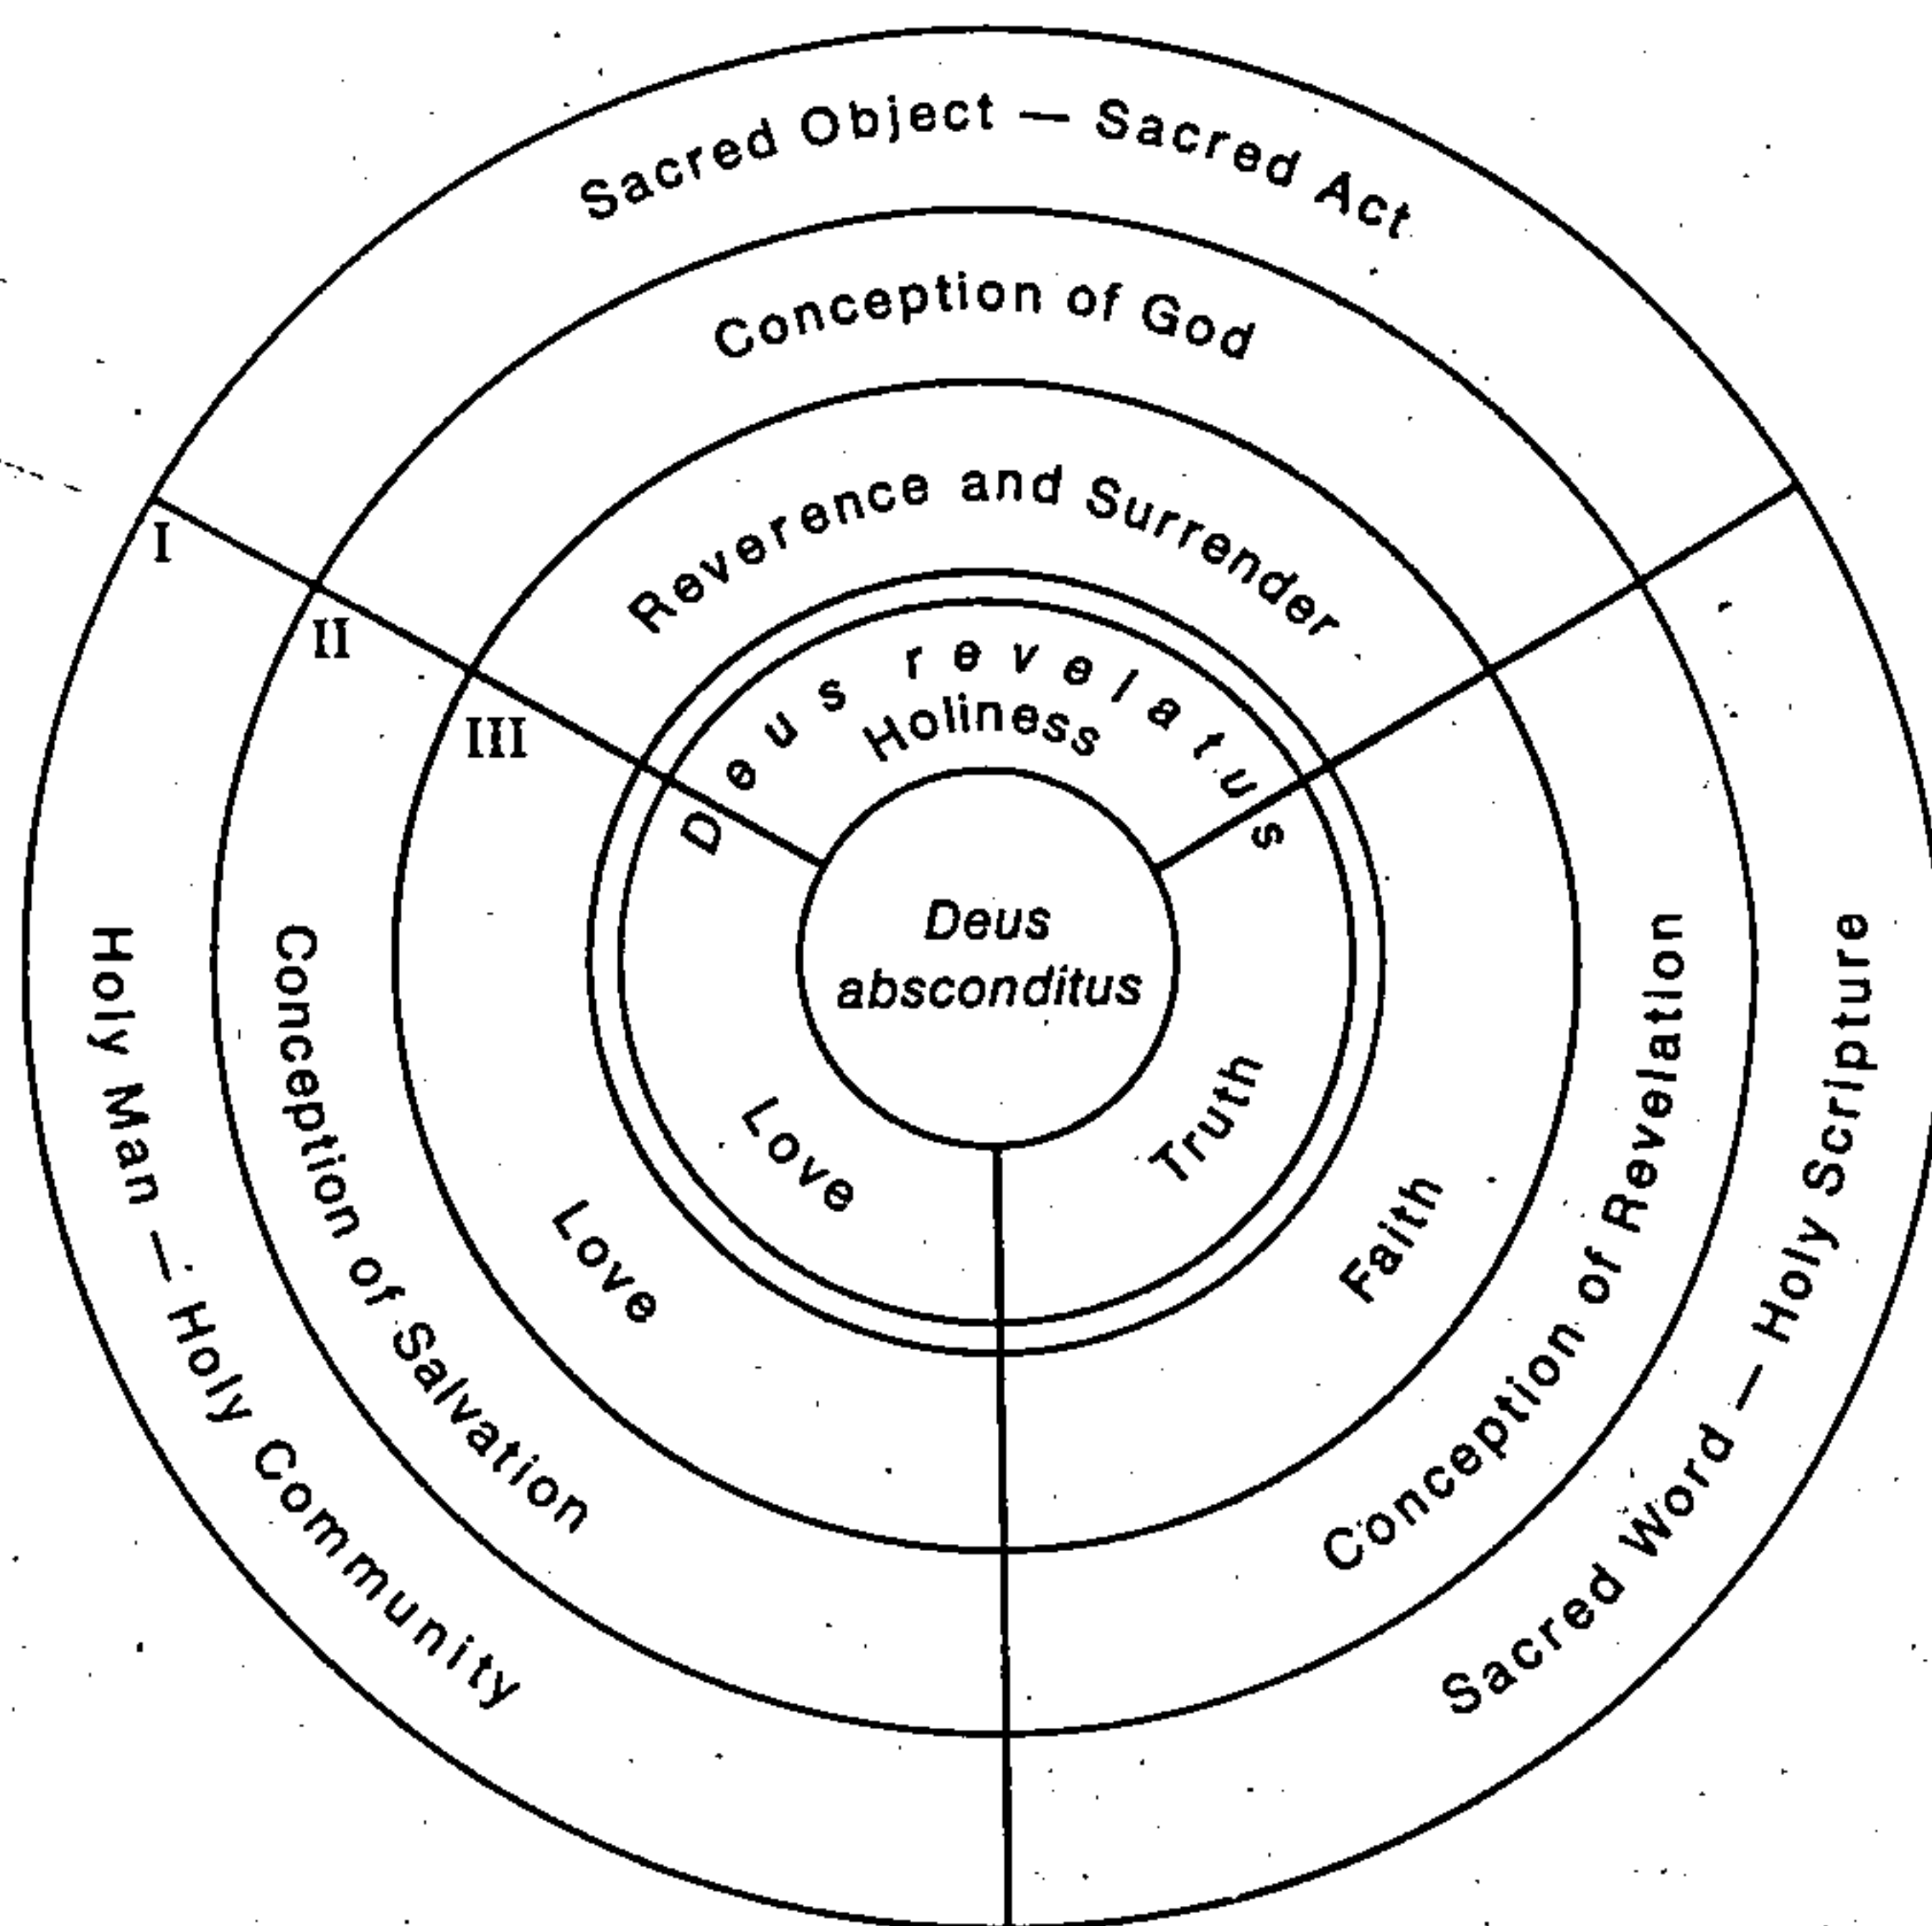 Sacred Object — Sacred Act
Conception of God
Reverence and Surrender
Deus revelatus
Holiness
I
II
III
Deus
absconditus
Holy Man — Holy Community
Conception of Salvation
Love
Love
Truth
Faith
Conception of Revelation
Sacred Word — Holy Scripture